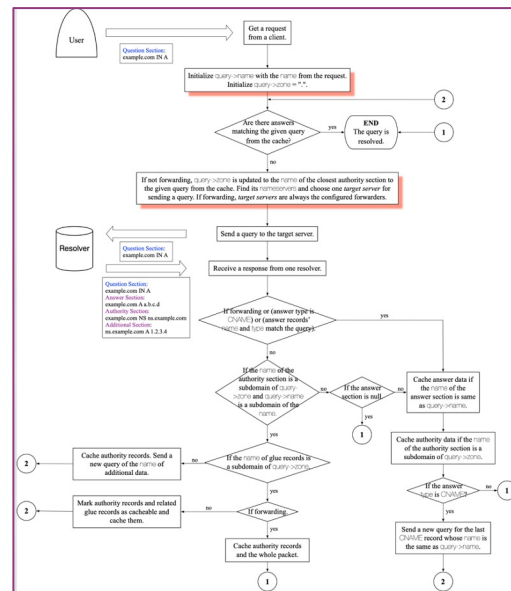 User
Get a request
from a client.
Question Section:
example.com IN A
Initialize query->name with the name from the request.
Initialize query->zone = ".".
2
Are there answers
matching the given query
from the cache?
yes
END
The query is
resolved.
1
no
If not forwarding, query->zone is updated to the name of the closest authority section to
the given query from the cache. Find its nameservers and choose one target server for
sending a query. If forwarding, target servers are always the configured forwarders.
Send a query to the target server.
Resolver
Question Section:
example.com IN A
Receive a response from one resolver.
Question Section:
example.com IN A
Answer Section:
example.com A a.b.c.d
Authority Section:
example.com NS ns.example.com
Additional Section:
ns.example.com A 1.2.3.4
If forwarding or (answer type is
CNAME) or (answer records'
name and type match the query).
yes
no
If the name of the
authority section is a
subdomain of query-
>zone and query->name
is a subdomain of the
name.
no
If the answer
section is null.
no
Cache answer data if
the name of the
answer section is same
as query->name.
yes
yes
1
Cache authority data if the name
of the authority section is a
subdomain of query->zone.
2
Cache authority records. Send a
new query of the name of
additional data.
no
If the name of glue records is
a subdomain of query->zone.
If the answer
type is CNAME?
no
1
yes
yes
2
Mark authority records and related
glue records as cacheable and
cache them.
no
If forwarding.
Send a new query for the last
CNAME record whose name is
the same as query->name.
yes
Cache authority records
and the whole packet.
1
2